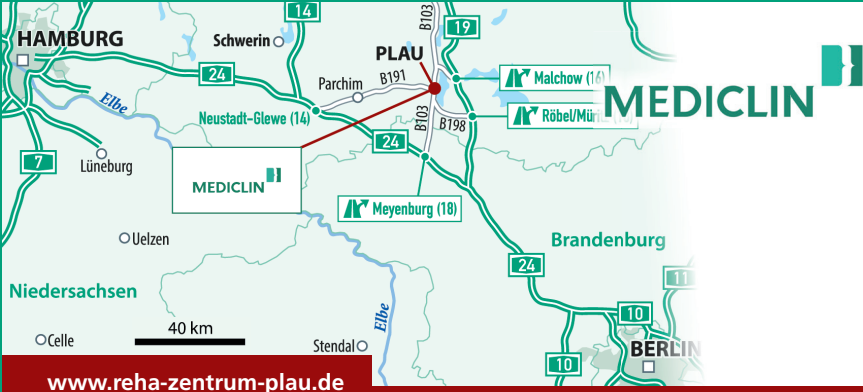 14
B103
19
HAMBURG
Schwerin
PLAU
24
B191
Malchow (16)
Parchim
MEDICLIN
Elbe
Neustadt-Glewe (14)
B103
B198
Röbel/Müritz
24
7
Lüneburg
MEDICLIN
Meyenburg (18)
Uelzen
Brandenburg
24
11
Niedersachsen
10
Elbe
40 km
Celle
Stendal
BERLIN
10
www.reha-zentrum-plau.de